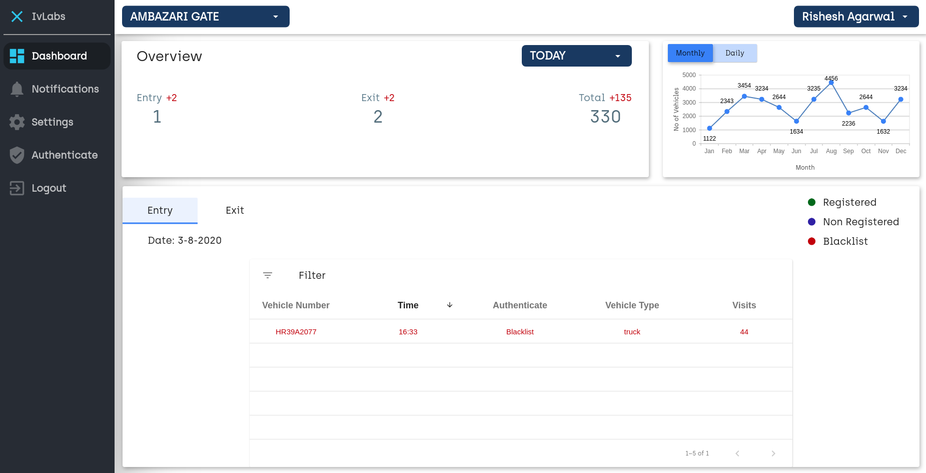 IvLabs
AMBAZARI GATE
Rishesh Agarwal
Dashboard
Notifications
Settings
Authenticate
Logout
Overview
TODAY
Entry +2
Exit +2
Total +135
1
2
330
Monthly
Daily
No of Vehicles
5000
4000
3000
2000
1000
0
1122
2343
3454
3234
2644
1634
3235
4456
2236
2644
1632
3234
Jan Feb Mar Apr May Jun Jul Aug Sep Oct Nov Dec
Month
Entry
Exit
Registered
Non Registered
Blacklist
Date: 3-8-2020
Filter
Vehicle Number Time Authenticate Vehicle Type Visits
HR39A2077 16:33 Blacklist truck 44
1–5 of 1